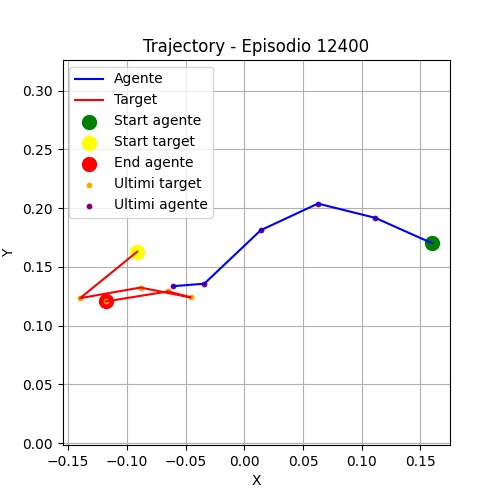 Trajectory - Episodio 12400
Agente
Target
Start agente
Start target
End agente
Ultimi target
Ultimi agente
0.30
0.25
0.20
0.15
0.10
0.05
0.00
Y
−0.15 −0.10 −0.05 0.00 0.05 0.10 0.15
X